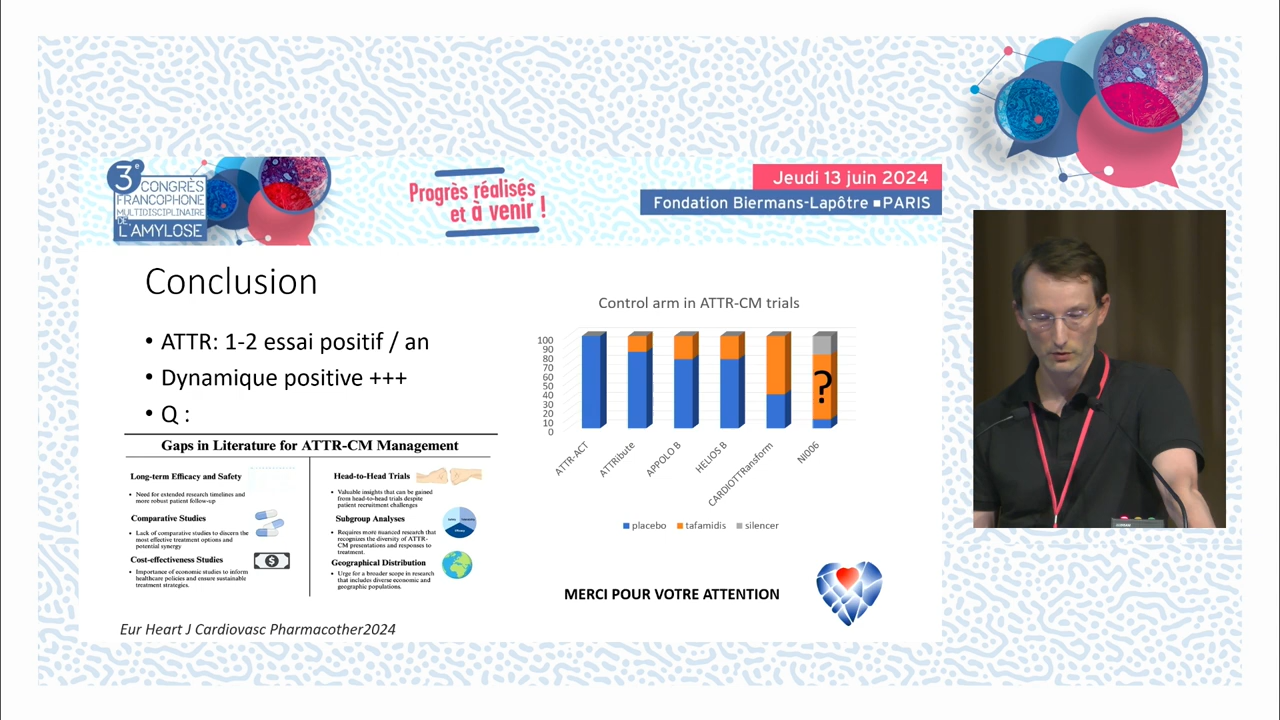 3e
CONGRÈS
FRANCOPHONE
MULTIDISCIPLINAIRE
DE
L'AMYLOSE
Progrès réalisés
et à venir !
Jeudi 13 juin 2024
Fondation Biermans-Lapôtre ▪ PARIS
Conclusion
• ATTR: 1-2 essai positif / an
• Dynamique positive +++
• Q :
Gaps in Literature for ATTR-CM Management
Long-term Efficacy and Safety
• Need for extended research timelines and
more robust patient follow-up
Comparative Studies
• Lack of comparative studies to discern the
most effective treatment options and
potential synergy
Cost-effectiveness Studies
• Importance of economic studies to inform
healthcare policies and ensure sustainable
treatment strategies.
Head-to-Head Trials
• Valuable insights that can be gained
from head-to-head trials despite
patient recruitment challenges
Subgroup Analyses
• Requires more nuanced research that
recognizes the diversity of ATTR-
CM presentations and responses to
treatment.
Geographical Distribution
• Urge for a broader scope in research
that includes diverse economic and
geographic populations.
Eur Heart J Cardiovasc Pharmacother2024
Control arm in ATTR-CM trials
100
90
80
70
60
50
40
30
20
10
0
?
ATTR-ACT
ATTRibute
APPOLO B
HELIOS B
CARDIOTTRansform
NI006
placebo
tafamidis
silencer
MERCI POUR VOTRE ATTENTION